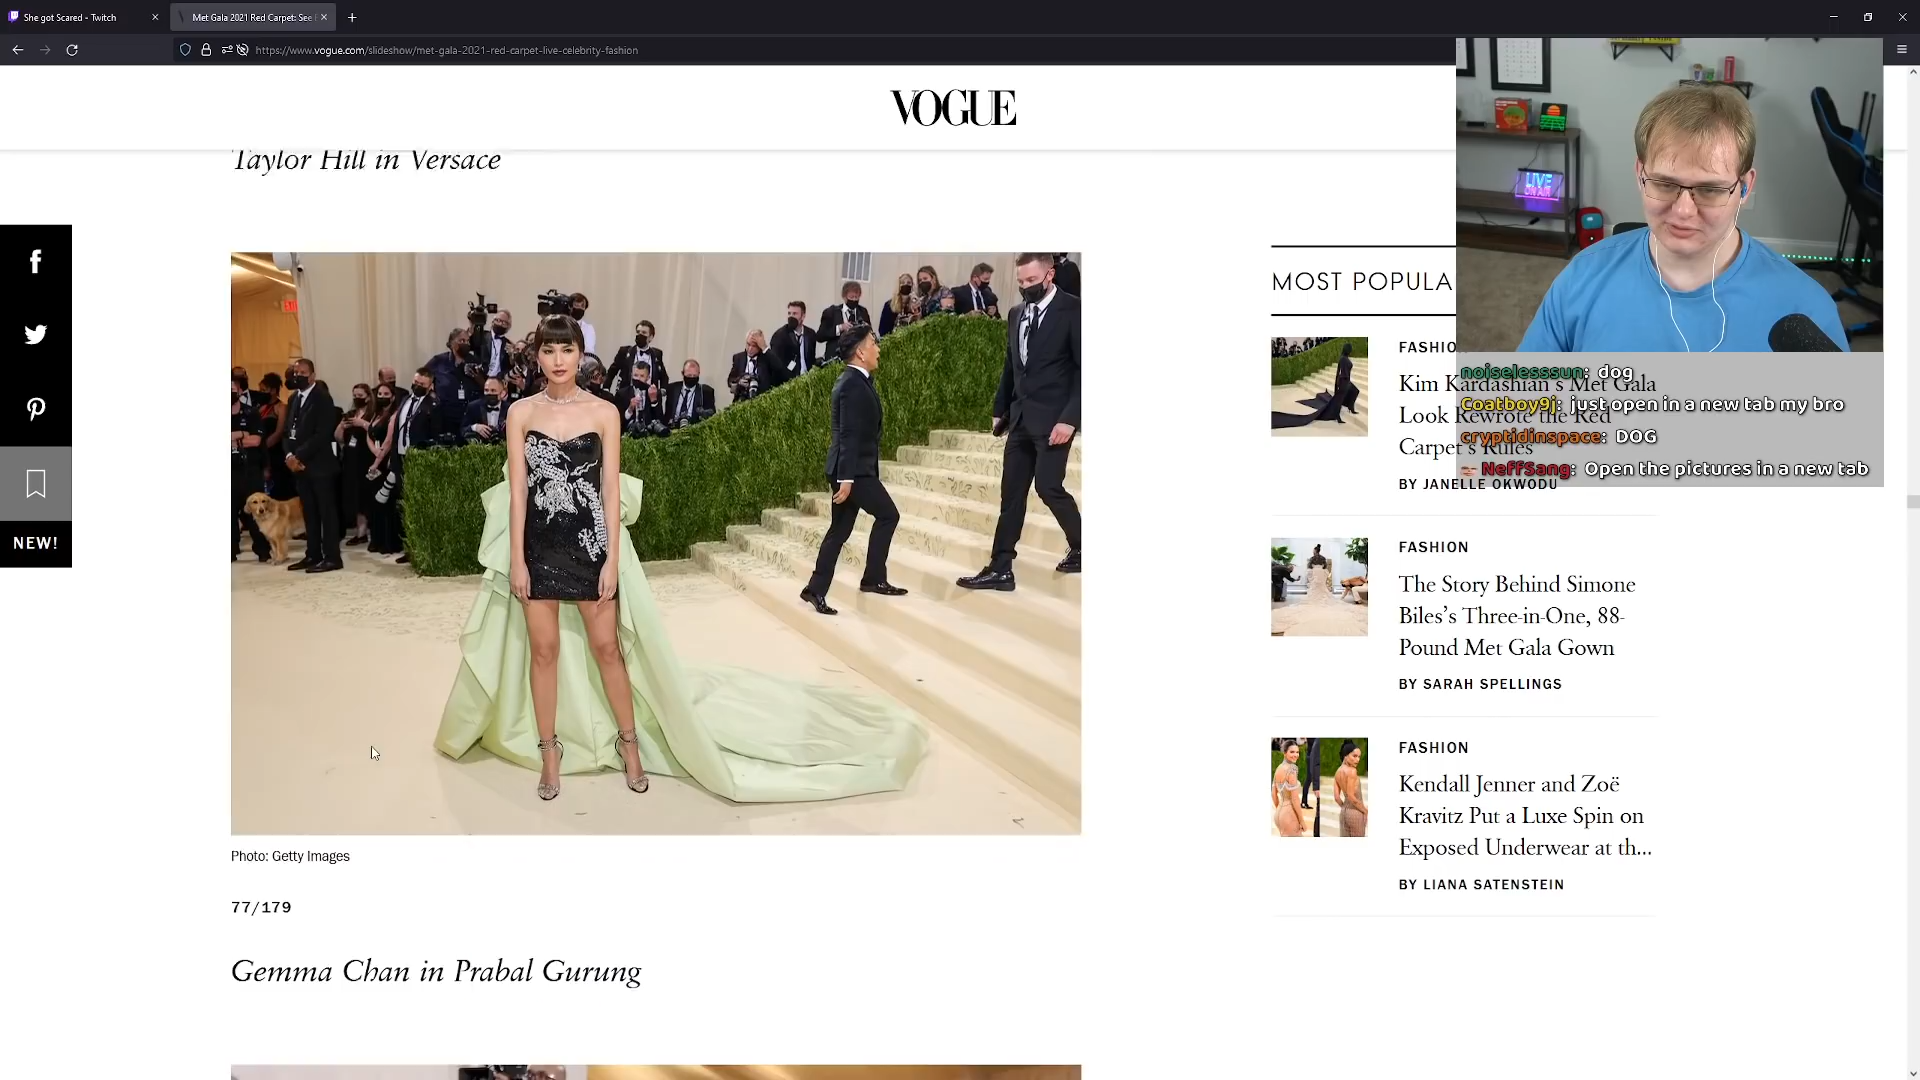 She got Scared - Twitch
Met Gala 2021 Red Carpet: See
https://www.vogue.com/slideshow/met-gala-2021-red-carpet-live-celebrity-fashion
VOGUE
Taylor Hill in Versace
NEW!
Photo: Getty Images
77/179
Gemma Chan in Prabal Gurung
MOST POPULA
FASHIO
Kim Kardashian's Met Gala
Look Rewrote the Red
Carpet's Rules
BY JANELLE OKWODU
FASHION
The Story Behind Simone
Biles's Three-in-One, 88-
Pound Met Gala Gown
BY SARAH SPELLINGS
FASHION
Kendall Jenner and Zoë
Kravitz Put a Luxe Spin on
Exposed Underwear at th...
BY LIANA SATENSTEIN
LIVE
ON AIR
noiselesssun: dog
Coatboy9j: just open in a new tab my bro
cryptidinspace: DOG
NeffSang: Open the pictures in a new tab